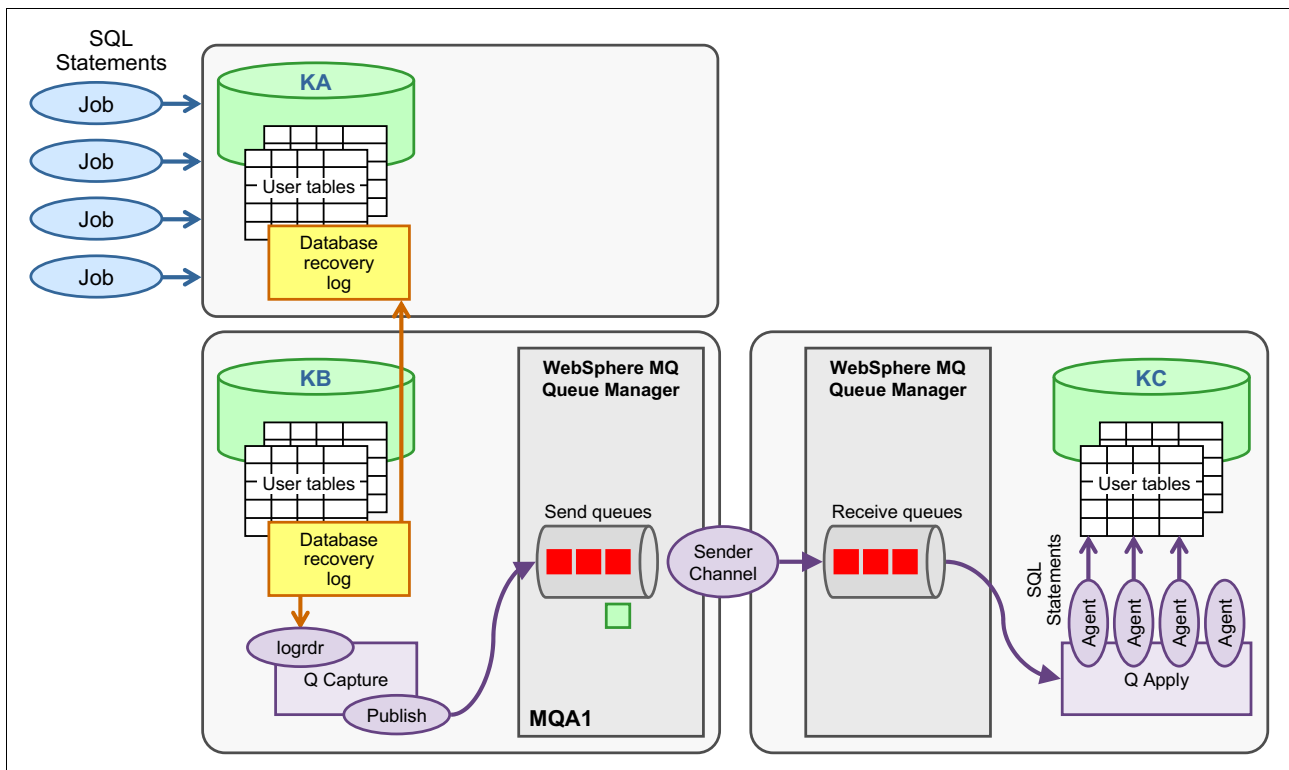 SQL
Statements
Job
Job
Job
Job
KA
User tables
Database
recovery
log
KB
User tables
Database
recovery
log
logrdr
Q Capture
Publish
WebSphere MQ
Queue Manager
Send queues
MQA1
Sender
Channel
WebSphere MQ
Queue Manager
Receive queues
KC
User tables
SQL
Statements
Agent
Agent
Agent
Agent
Q Apply